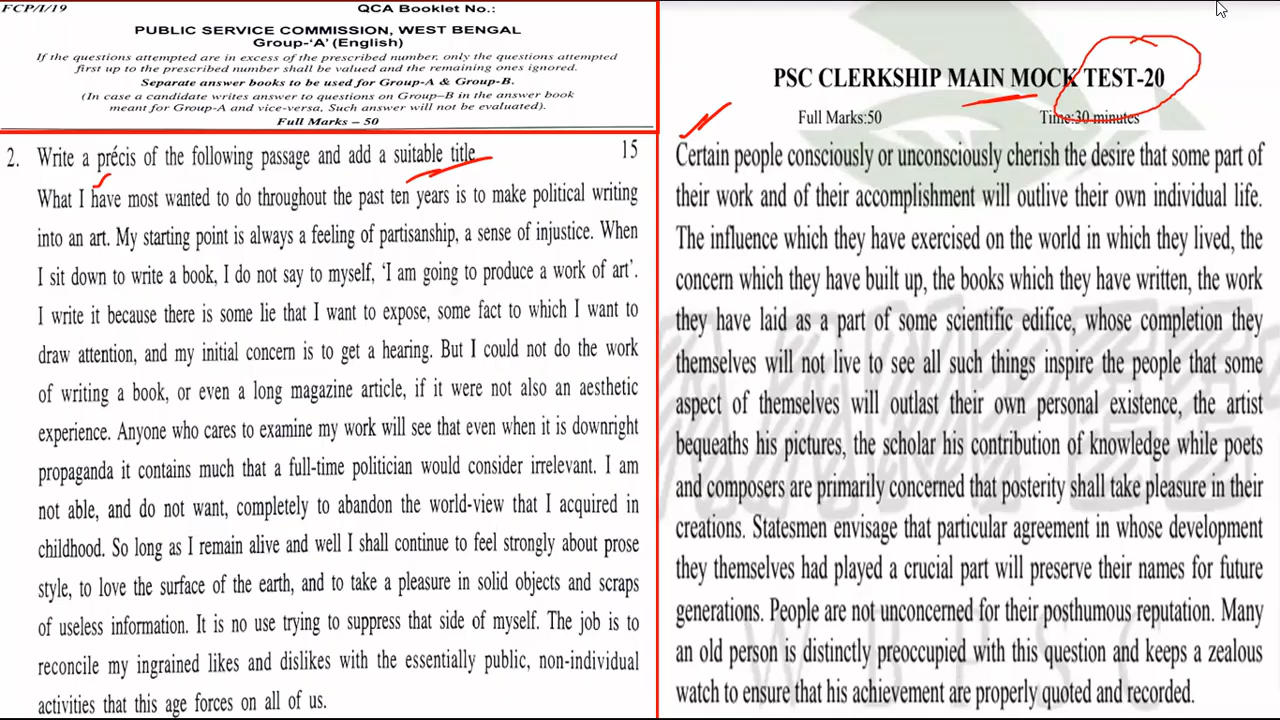 FCP/I/19 QCA Booklet No.:
PUBLIC SERVICE COMMISSION, WEST BENGAL
Group-'A' (English)
If the questions attempted are in excess of the prescribed number, only the questions attempted
first up to the prescribed number shall be valued and the remaining ones ignored.
Separate answer books to be used for Group-A & Group-B.
(In case a candidate writes answer to questions on Group–B in the answer book
meant for Group-A and vice-versa, Such answer will not be evaluated).
Full Marks – 50
2. Write a précis of the following passage and add a suitable title. 15
What I have most wanted to do throughout the past ten years is to make political writing
into an art. My starting point is always a feeling of partisanship, a sense of injustice. When
I sit down to write a book, I do not say to myself, 'I am going to produce a work of art'.
I write it because there is some lie that I want to expose, some fact to which I want to
draw attention, and my initial concern is to get a hearing. But I could not do the work
of writing a book, or even a long magazine article, if it were not also an aesthetic
experience. Anyone who cares to examine my work will see that even when it is downright
propaganda it contains much that a full-time politician would consider irrelevant. I am
not able, and do not want, completely to abandon the world-view that I acquired in
childhood. So long as I remain alive and well I shall continue to feel strongly about prose
style, to love the surface of the earth, and to take a pleasure in solid objects and scraps
of useless information. It is no use trying to suppress that side of myself. The job is to
reconcile my ingrained likes and dislikes with the essentially public, non-individual
activities that this age forces on all of us.
PSC CLERKSHIP MAIN MOCK TEST-20
Full Marks:50 Time:30 minutes
Certain people consciously or unconsciously cherish the desire that some part of
their work and of their accomplishment will outlive their own individual life.
The influence which they have exercised on the world in which they lived, the
concern which they have built up, the books which they have written, the work
they have laid as a part of some scientific edifice, whose completion they
themselves will not live to see all such things inspire the people that some
aspect of themselves will outlast their own personal existence, the artist
bequeaths his pictures, the scholar his contribution of knowledge while poets
and composers are primarily concerned that posterity shall take pleasure in their
creations. Statesmen envisage that particular agreement in whose development
they themselves had played a crucial part will preserve their names for future
generations. People are not unconcerned for their posthumous reputation. Many
an old person is distinctly preoccupied with this question and keeps a zealous
watch to ensure that his achievement are properly quoted and recorded.
WBPSC